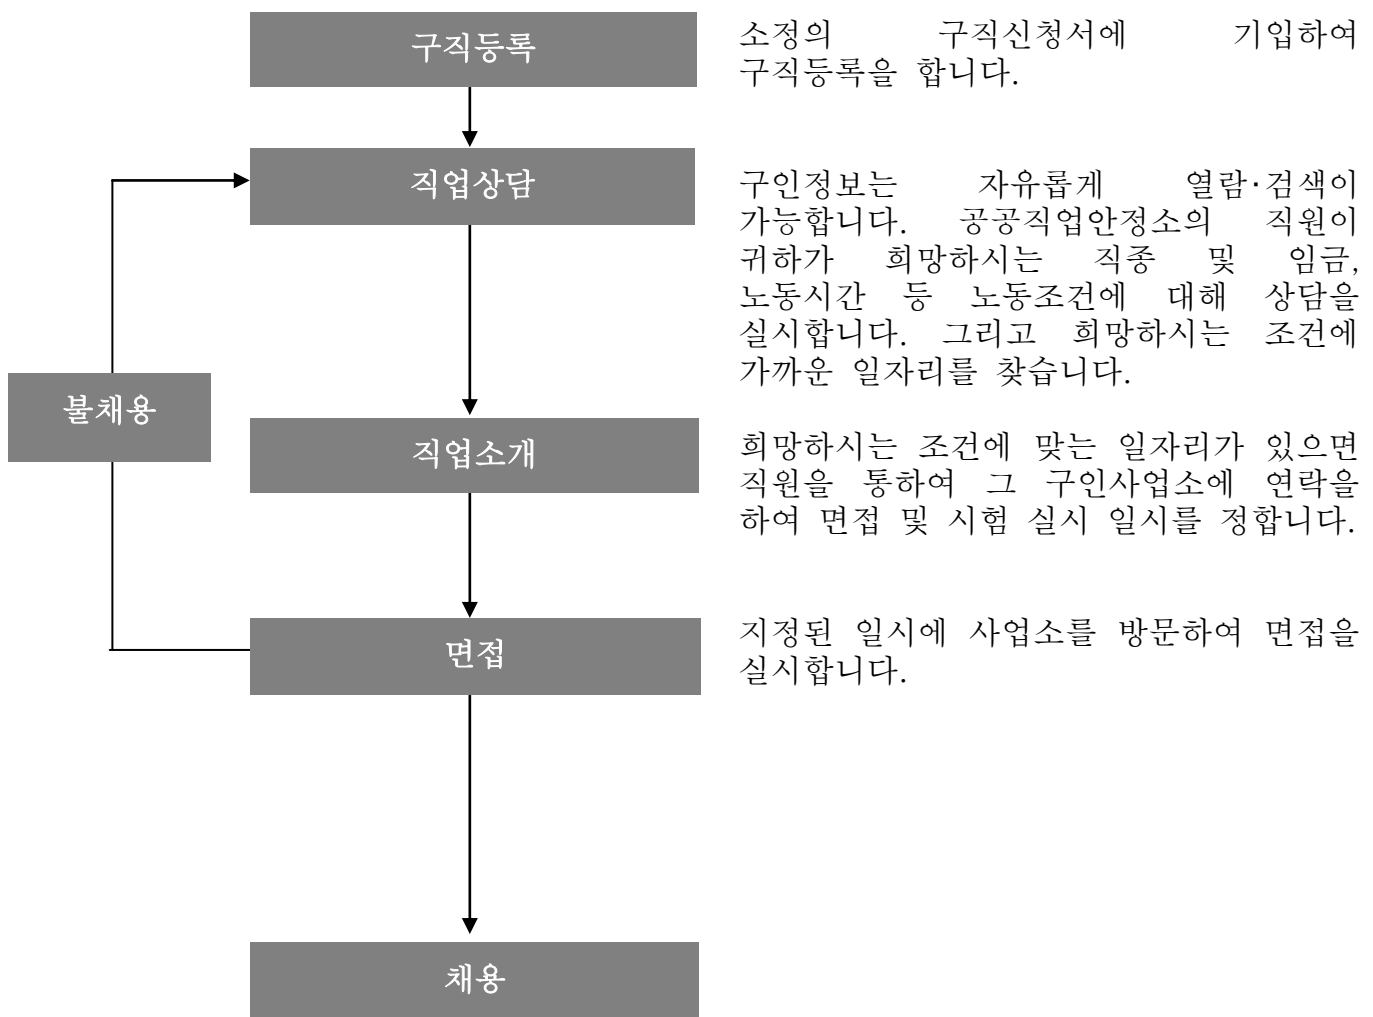 구직등록
소정의 구직신청서에 기입하여
구직등록을 합니다.
직업상담
구인정보는 자유롭게 열람·검색이
가능합니다. 공공직업안정소의 직원이
귀하가 희망하시는 직종 및 임금,
노동시간 등 노동조건에 대해 상담을
실시합니다. 그리고 희망하시는 조건에
가까운 일자리를 찾습니다.
불채용
직업소개
희망하시는 조건에 맞는 일자리가 있으면
직원을 통하여 그 구인사업소에 연락을
하여 면접 및 시험 실시 일시를 정합니다.
면접
지정된 일시에 사업소를 방문하여 면접을
실시합니다.
채용